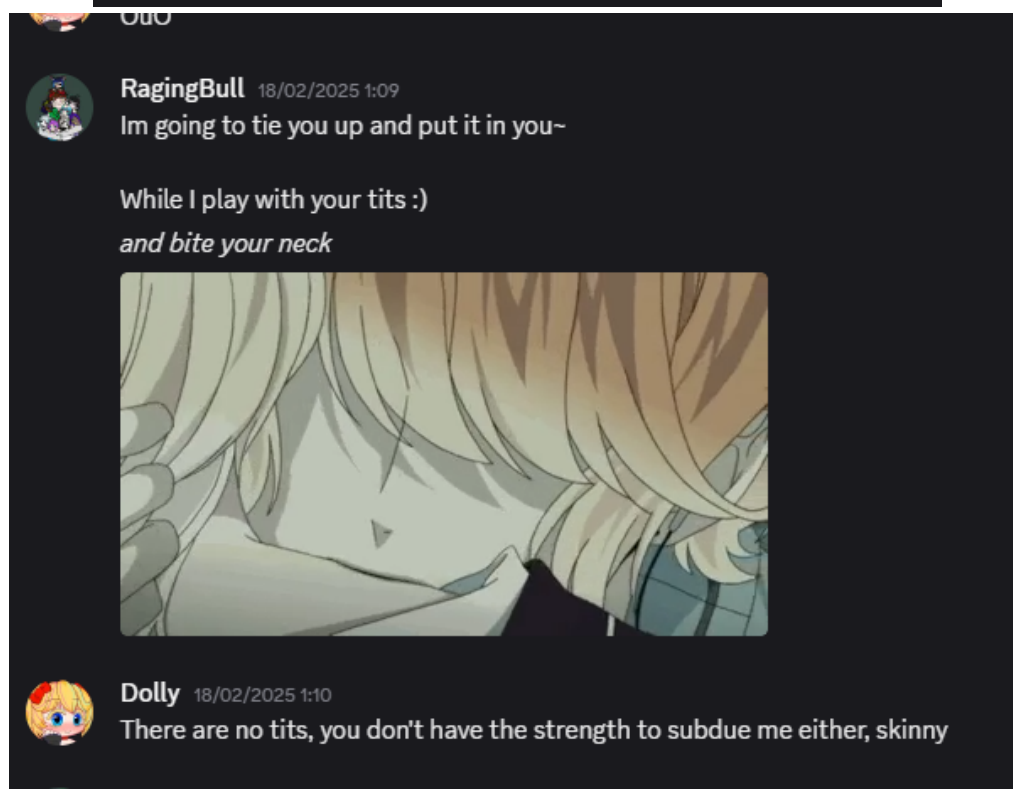 OuO
RagingBull 18/02/2025 1:09
Im going to tie you up and put it in you~
While I play with your tits :)
and bite your neck
Dolly 18/02/2025 1:10
There are no tits, you don't have the strength to subdue me either, skinny